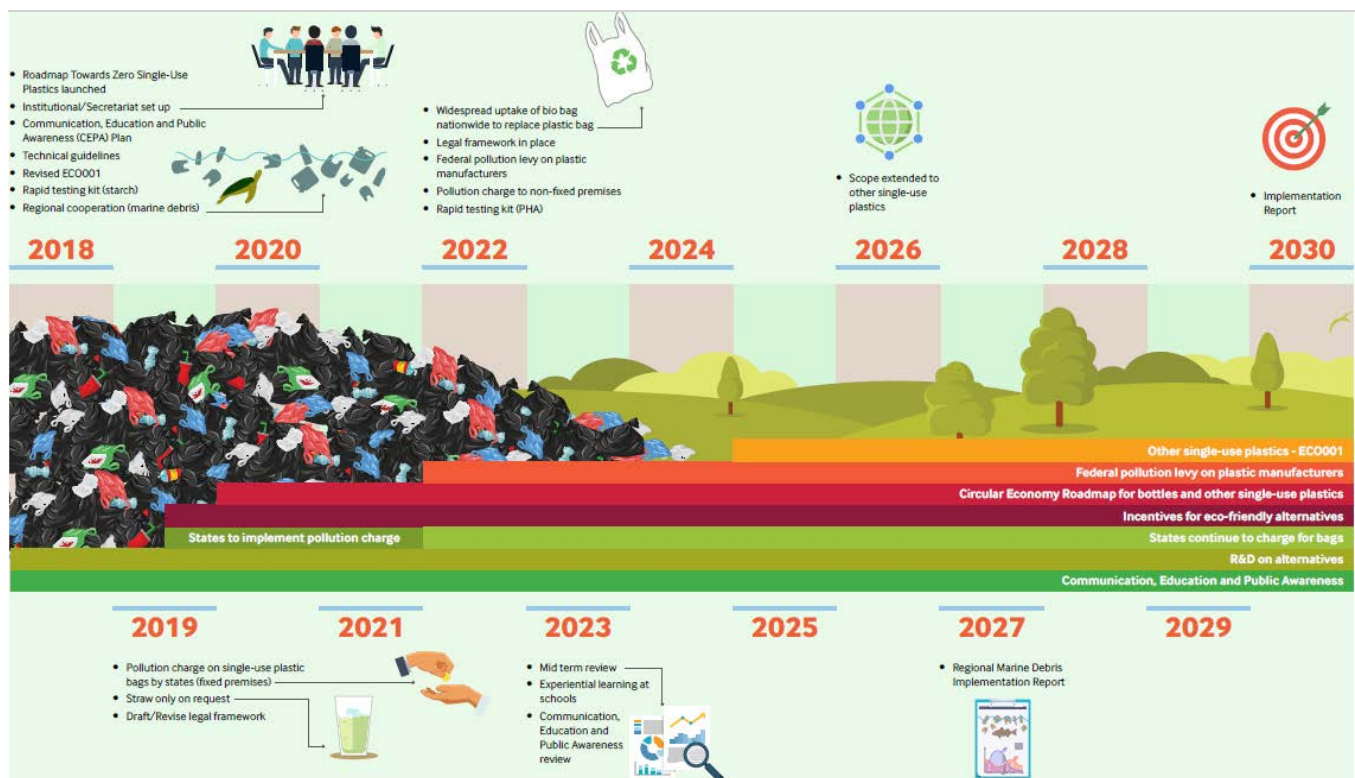 • Roadmap Towards Zero Single-Use
Plastics launched
• Institutional/Secretariat set up
• Communication, Education and Public
Awareness (CEPA) Plan
• Technical guidelines
• Revised ECO001
• Rapid testing kit (starch)
• Regional cooperation (marine debris)
• Widespread uptake of bio bag
nationwide to replace plastic bag
• Legal framework in place
• Federal pollution levy on plastic
manufacturers
• Pollution charge to non-fixed premises
• Rapid testing kit (PHA)
• Scope extended to
other single-use
plastics
• Implementation
Report
2018 2020 2022 2024 2026 2028 2030
Other single-use plastics - ECO001
Federal pollution levy on plastic manufacturers
Circular Economy Roadmap for bottles and other single-use plastics
Incentives for eco-friendly alternatives
States to implement pollution charge
States continue to charge for bags
R&D on alternatives
Communication, Education and Public Awareness
2019 2021 2023 2025 2027 2029
• Pollution charge on single-use plastic
bags by states (fixed premises)
• Straw only on request
• Draft/Revise legal framework
• Mid term review
• Experiential learning at
schools
• Communication,
Education and
Public Awareness
review
• Regional Marine Debris
Implementation Report